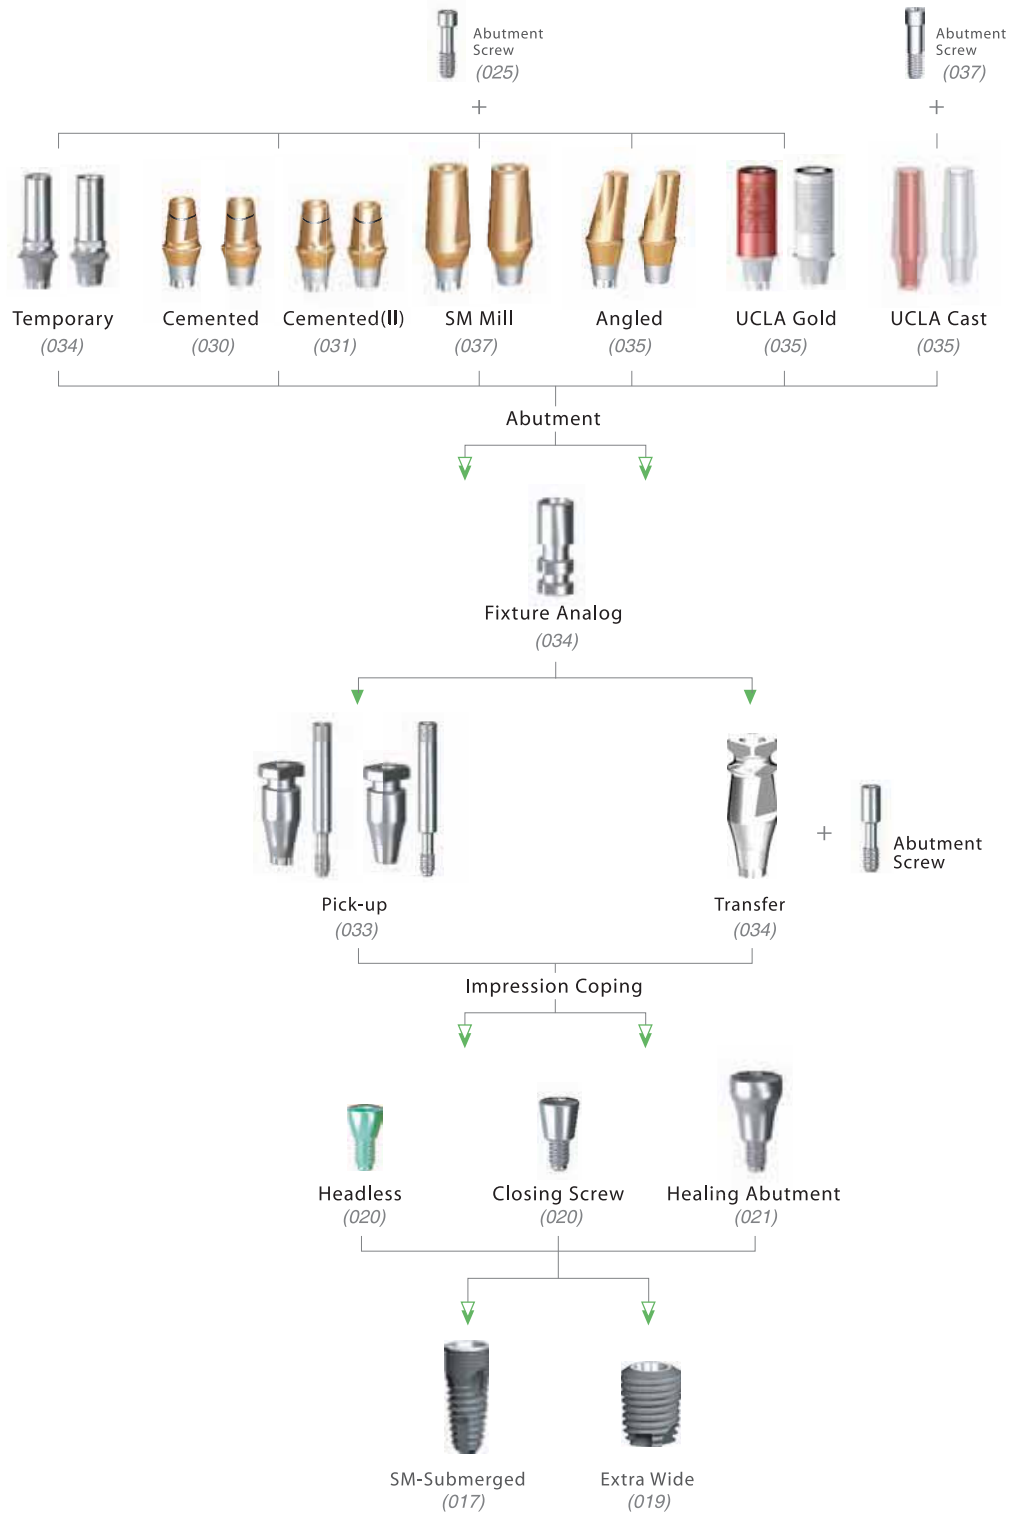 Abutment
Screw
(025)
Abutment
Screw
(037)
+
+
Temporary
(034)
Cemented
(030)
Cemented(II)
(031)
SM Mill
(037)
Angled
(035)
UCLA Gold
(035)
UCLA Cast
(035)
Abutment
Fixture Analog
(034)
+
Abutment
Screw
Pick-up
(033)
Transfer
(034)
Impression Coping
Headless
(020)
Closing Screw
(020)
Healing Abutment
(021)
SM-Submerged
(017)
Extra Wide
(019)